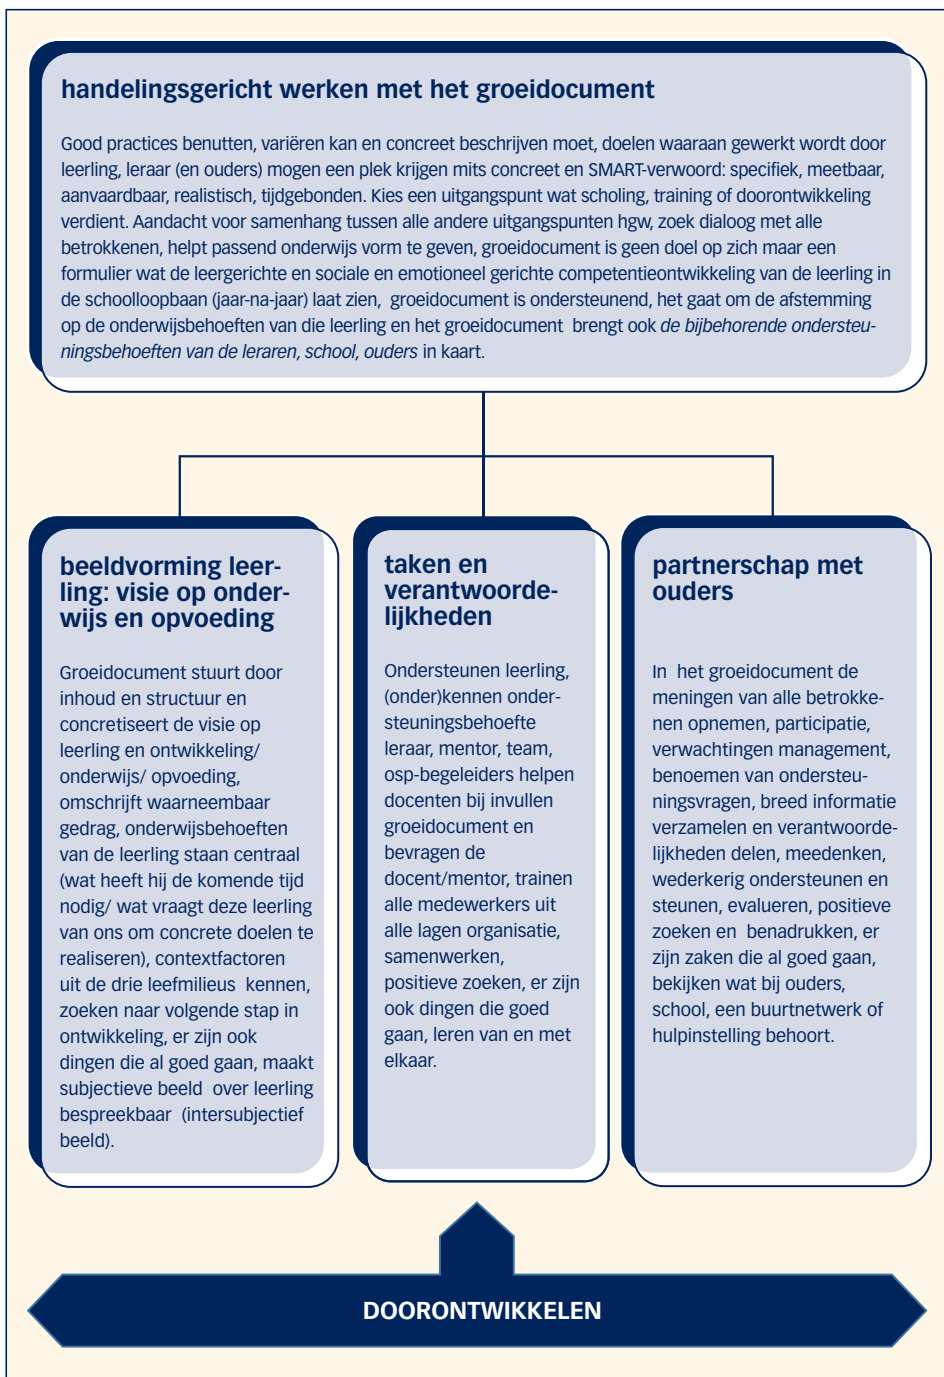 handelingsgericht werken met het groeidocument
Good practices benutten, variëren kan en concreet beschrijven moet, doelen waaraan gewerkt wordt door
leerling, leraar (en ouders) mogen een plek krijgen mits concreet en SMART-verwoord: specifiek, meetbaar,
aanvaardbaar, realistisch, tijdgebonden. Kies een uitgangspunt wat scholing, training of doorontwikkeling
verdient. Aandacht voor samenhang tussen alle andere uitgangspunten hgw, zoek dialoog met alle
betrokkenen, helpt passend onderwijs vorm te geven, groeidocument is geen doel op zich maar een
formulier wat de leergerichte en sociale en emotioneel gerichte competentieontwikkeling van de leerling in
de schoolloopbaan (jaar-na-jaar) laat zien, groeidocument is ondersteunend, het gaat om de afstemming
op de onderwijsbehoeften van die leerling en het groeidocument brengt ook de bijbehorende ondersteu-
ningsbehoeften van de leraren, school, ouders in kaart.
beeldvorming leer-
ling: visie op onder-
wijs en opvoeding
Groeidocument stuurt door
inhoud en structuur en
concretiseert de visie op
leerling en ontwikkeling/
onderwijs/ opvoeding,
omschrijft waarneembaar
gedrag, onderwijsbehoeften
van de leerling staan centraal
(wat heeft hij de komende tijd
nodig/ wat vraagt deze leerling
van ons om concrete doelen te
realiseren), contextfactoren
uit de drie leefmilieus kennen,
zoeken naar volgende stap in
ontwikkeling, er zijn ook
dingen die al goed gaan, maakt
subjectieve beeld over leerling
bespreekbaar (intersubjectief
beeld).
taken en
verantwoorde-
lijkheden
Ondersteunen leerling,
(onder)kennen onder-
steuningsbehoefte
leraar, mentor, team,
osp-begeleiders helpen
docenten bij invullen
groeidocument en
bevragen de
docent/mentor, trainen
alle medewerkers uit
alle lagen organisatie,
samenwerken,
positieve zoeken, er zijn
ook dingen die goed
gaan, leren van en met
elkaar.
partnerschap met
ouders
In het groeidocument de
meningen van alle betrokke-
nen opnemen, participatie,
verwachtingen management,
benoemen van ondersteu-
ningsvragen, breed informatie
verzamelen en verantwoorde-
lijkheden delen, meedenken,
wederkerig ondersteunen en
steunen, evalueren, positieve
zoeken en benadrukken, er
zijn zaken die al goed gaan,
bekijken wat bij ouders,
school, een buurtnetwerk of
hulpinstelling behoort.
DOORONTWIKKELEN